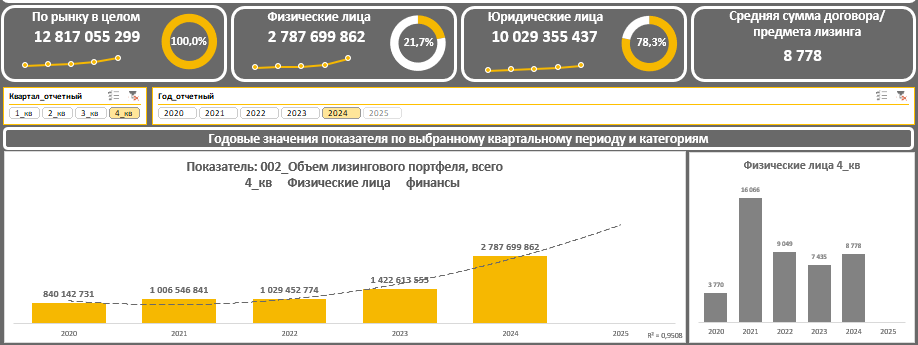 По рынку в целом
12 817 055 299
100,0%
Физические лица
2 787 699 862
21,7%
Юридические лица
10 029 355 437
78,3%
Средняя сумма договора/
предмета лизинга
8 778
Квартал_отчетный
1_кв 2_кв 3_кв 4_кв
Год_отчетный
2020 2021 2022 2023 2024 2025
Годовые значения показателя по выбранному квартальному периоду и категориям
Показатель: 002_Объем лизингового портфеля, всего
4_кв Физические лица финансы
2 787 699 862
1 422 613 853
840 142 731 1 006 546 841 1 029 452 774
2020 2021 2022 2023 2024 2025
R² = 0,9508
Физические лица 4_кв
16 066
9 049
8 778
7 435
3 770
2020 2021 2022 2023 2024 2025